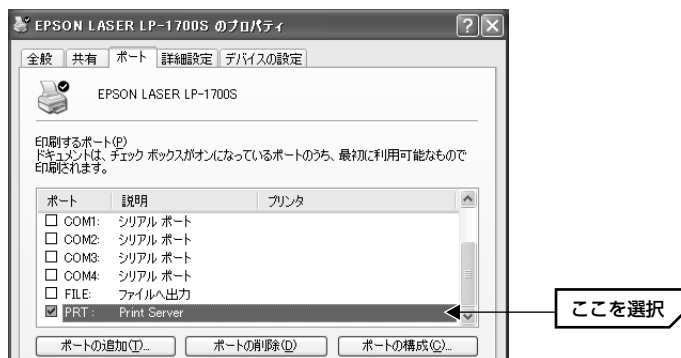 EPSON LASER LP-1700S のプロパティ
全般 共有 ポート 詳細設定 デバイスの設定
EPSON LASER LP-1700S
印刷するポート(P)
ドキュメントは、チェック ボックスがオンになっているポートのうち、最初に利用可能なもので
印刷されます。
ポート 説明 プリンタ
COM1: シリアル ポート
COM2: シリアル ポート
COM3: シリアル ポート
COM4: シリアル ポート
FILE: ファイルへ出力
PRT : Print Server
ここを選択
ポートの追加(T)... ポートの削除(D) ポートの構成(C)...